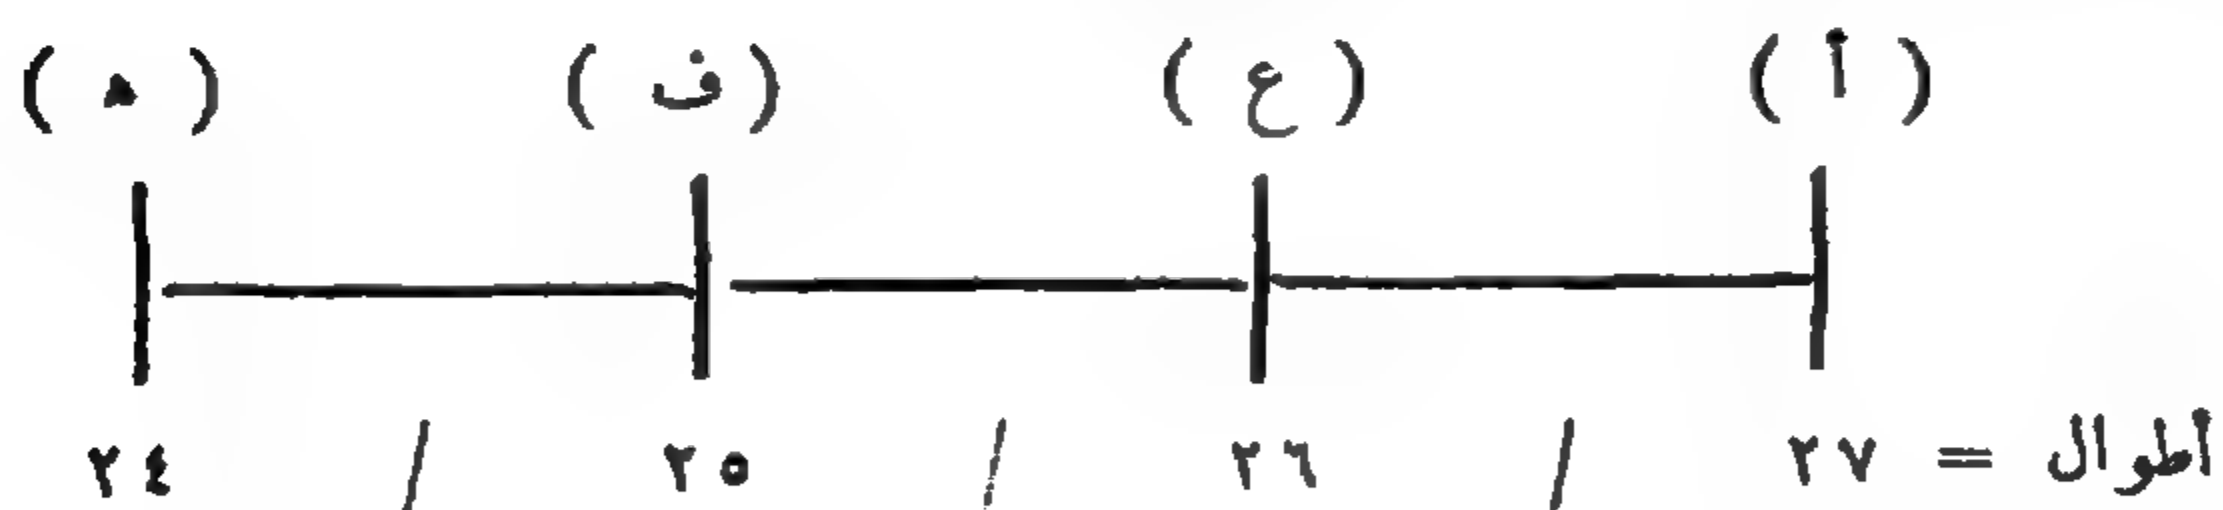 ( أ ) ( ع ) ( ف ) ( ه )
أطوال = ٢٧ / ٢٦ / ٢٥ / ٢٤